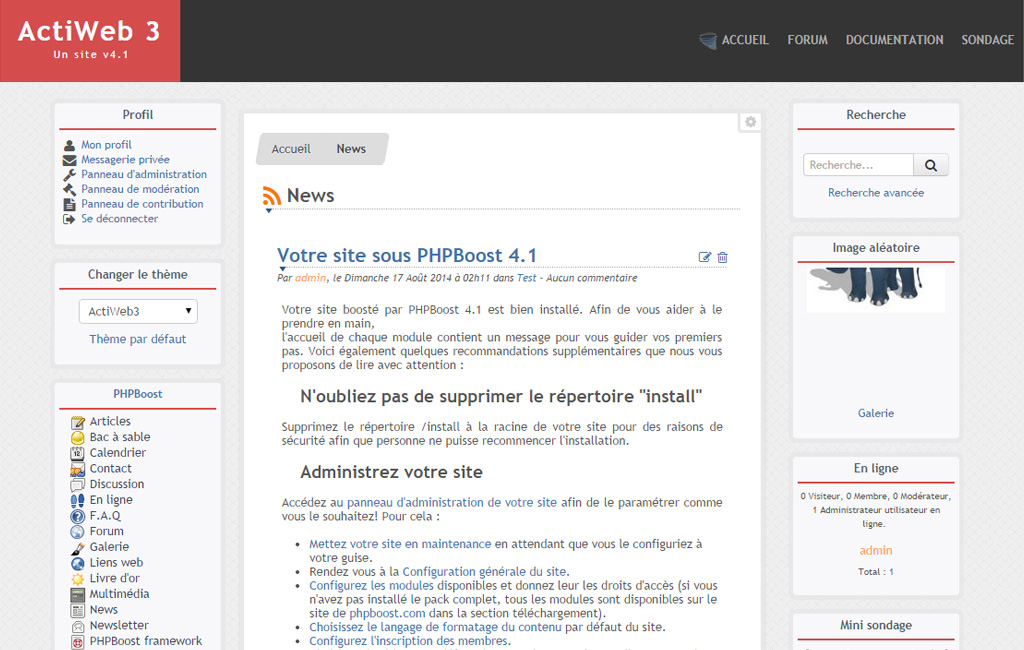 ActiWeb 3
Un site v4.1
ACCUEIL
FORUM
DOCUMENTATION
SONDAGE
Profil
Mon profil
Messagerie privée
Panneau d'administration
Panneau de modération
Panneau de contribution
Se déconnecter
Changer le thème
ActiWeb3
Thème par défaut
PHPBoost
Articles
Bac à sable
Calendrier
Contact
Discussion
En ligne
F.A.Q
Forum
Galerie
Liens web
Livre d'or
Multimédia
News
Newsletter
PHPBoost framework
Accueil
News
News
Votre site sous PHPBoost 4.1
Par admin, le Dimanche 17 Août 2014 à 02h11 dans Test - Aucun commentaire
Votre site boosté par PHPBoost 4.1 est bien installé. Afin de vous aider à le
prendre en main,
l'accueil de chaque module contient un message pour vous guider vos premiers
pas. Voici également quelques recommandations supplémentaires que nous vous
proposons de lire avec attention :
N'oubliez pas de supprimer le répertoire "install"
Supprimez le répertoire /install à la racine de votre site pour des raisons de
sécurité afin que personne ne puisse recommencer l'installation.
Administrez votre site
Accédez au panneau d'administration de votre site afin de le paramétrer comme
vous le souhaitez! Pour cela :
• Mettez votre site en maintenance en attendant que vous le configuriez à
votre guise.
• Rendez vous à la Configuration générale du site.
• Configurez les modules disponibles et donnez leur les droits d'accès (si vous
n'avez pas installé le pack complet, tous les modules sont disponibles sur le
site de phpboost.com dans la section téléchargement).
• Choisissez le langage de formatage du contenu par défaut du site.
• Configurez l'inscription des membres.
Recherche
Recherche...
Recherche avancée
Image aléatoire
Galerie
En ligne
0 Visiteur, 0 Membre, 0 Modérateur,
1 Administrateur utilisateur en
ligne.
admin
Total : 1
Mini sondage